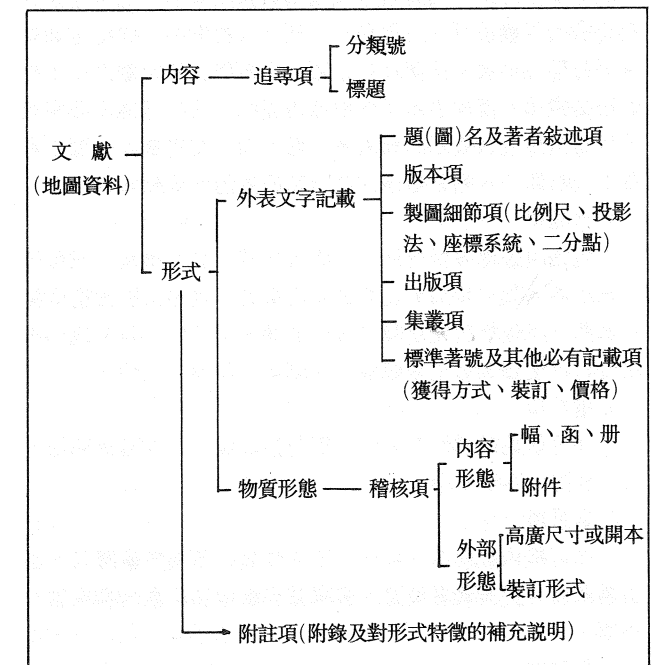 分類號
内容
追尋項
標題
文獻
(地圖資料)
題(圖)名及著者敍述項
版本項
外表文字記載
製圖細節項(比例尺、投影
法、座標系統、二分點)
形式
出版項
集叢項
標準著號及其他必有記載項
(獲得方式、裝訂、價格)
幅、函、册
内容
形態
物質形態
稽核項
附件
高廣尺寸或開本
外部
形態
裝訂形式
附註項(附錄及對形式特徵的補充説明)